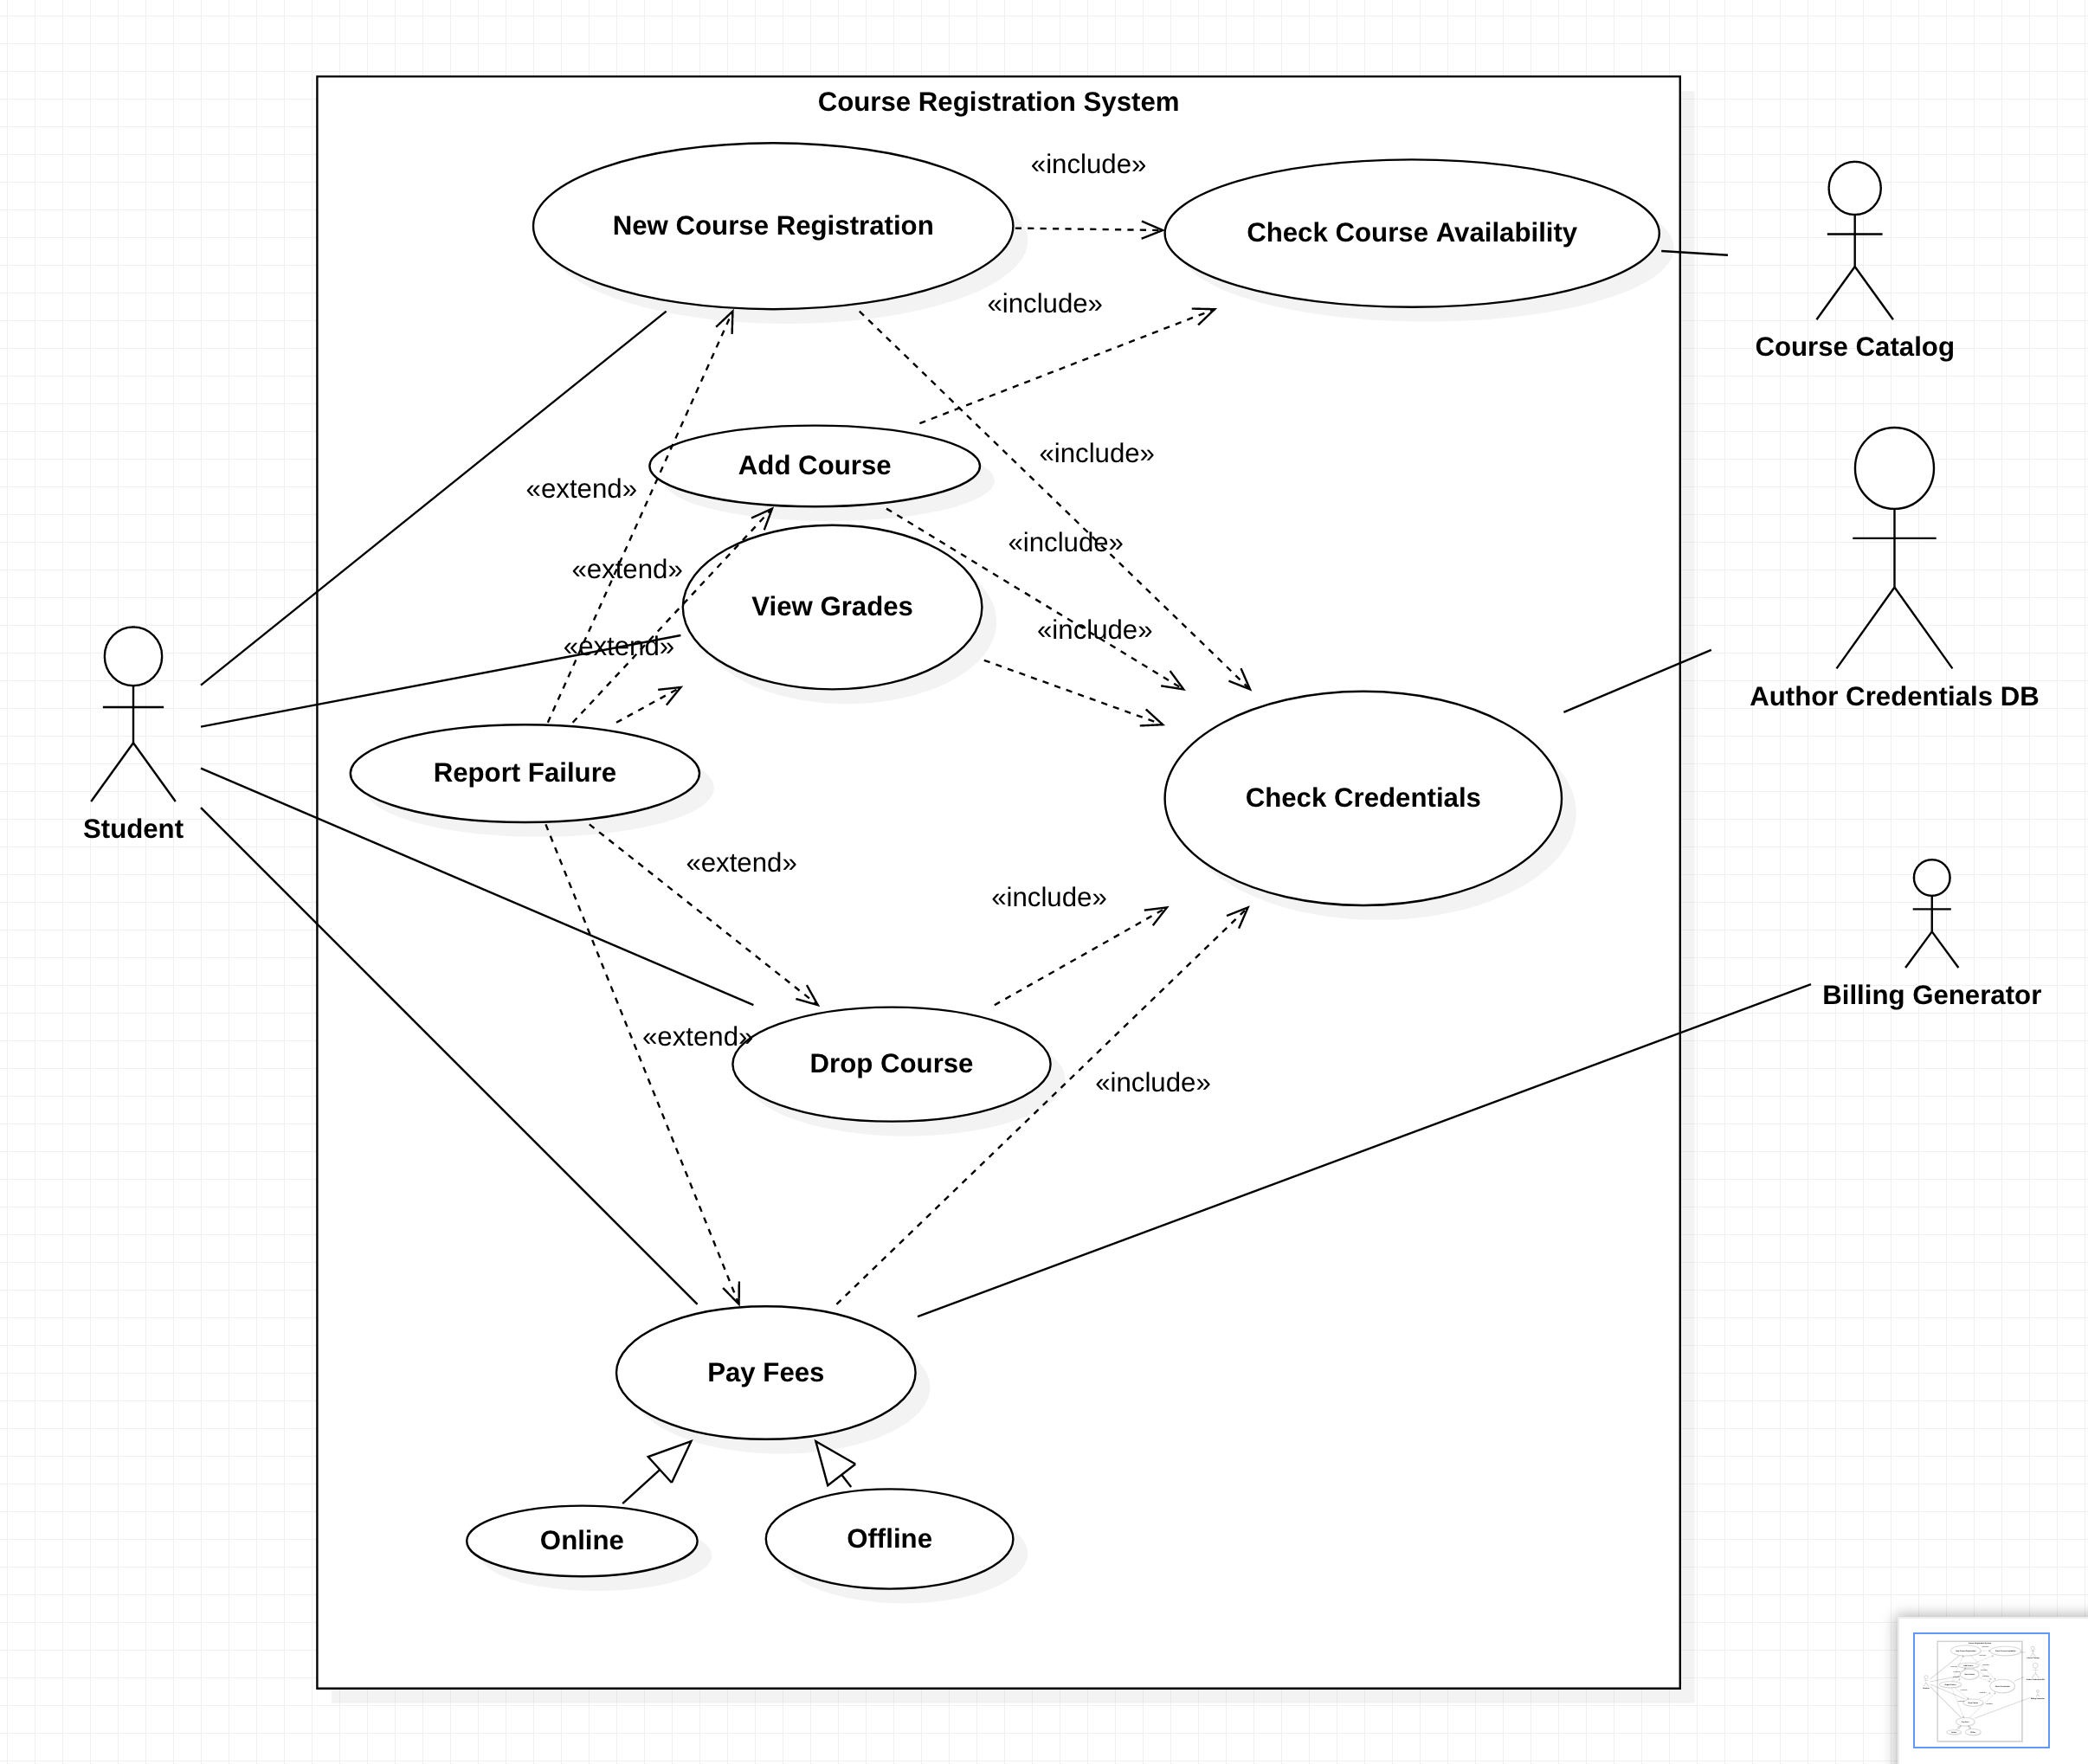 Course Registration System
«include»
New Course Registration
Check Course Availability
«include»
Course Catalog
«include»
Add Course
«extend»
«include»
«extend»
View Grades
«include»
«extend»
Author Credentials DB
Report Failure
Check Credentials
Student
«extend»
«include»
Billing Generator
«extend»
Drop Course
«include»
Pay Fees
Online
Offline